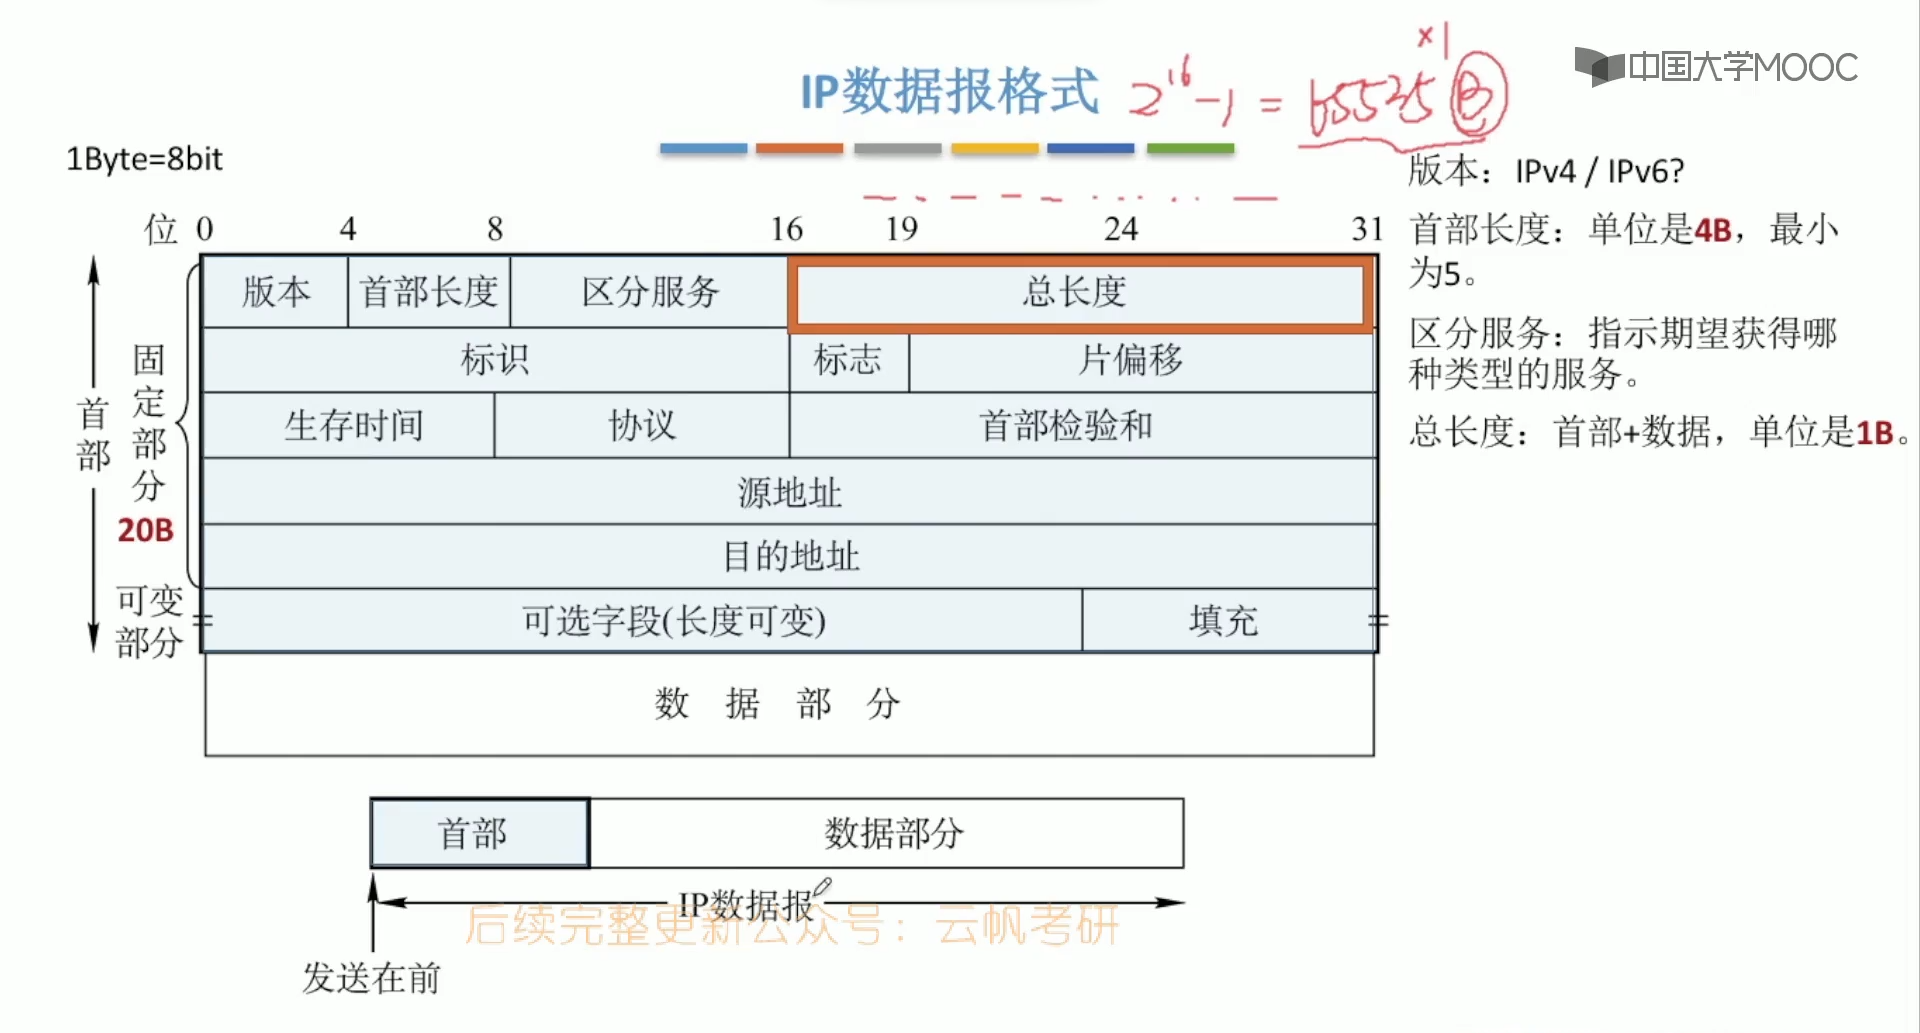 IP数据报格式 2^16-1 = 65535B
×1
中国大学MOOC
1Byte=8bit
位 0 4 8 16 19 24 31
版本 首部长度 区分服务 总长度
标识 标志 片偏移
生存时间 协议 首部检验和
源地址
目的地址
可选字段(长度可变) 填充
数 据 部 分
首部
固定部分
20B
可变
部分
版本：IPv4 / IPv6?
首部长度：单位是4B，最小
为5。
区分服务：指示期望获得哪
种类型的服务。
总长度：首部+数据，单位是1B。
首部 数据部分
IP数据报
后续完整更新公众号：云帆考研
发送在前